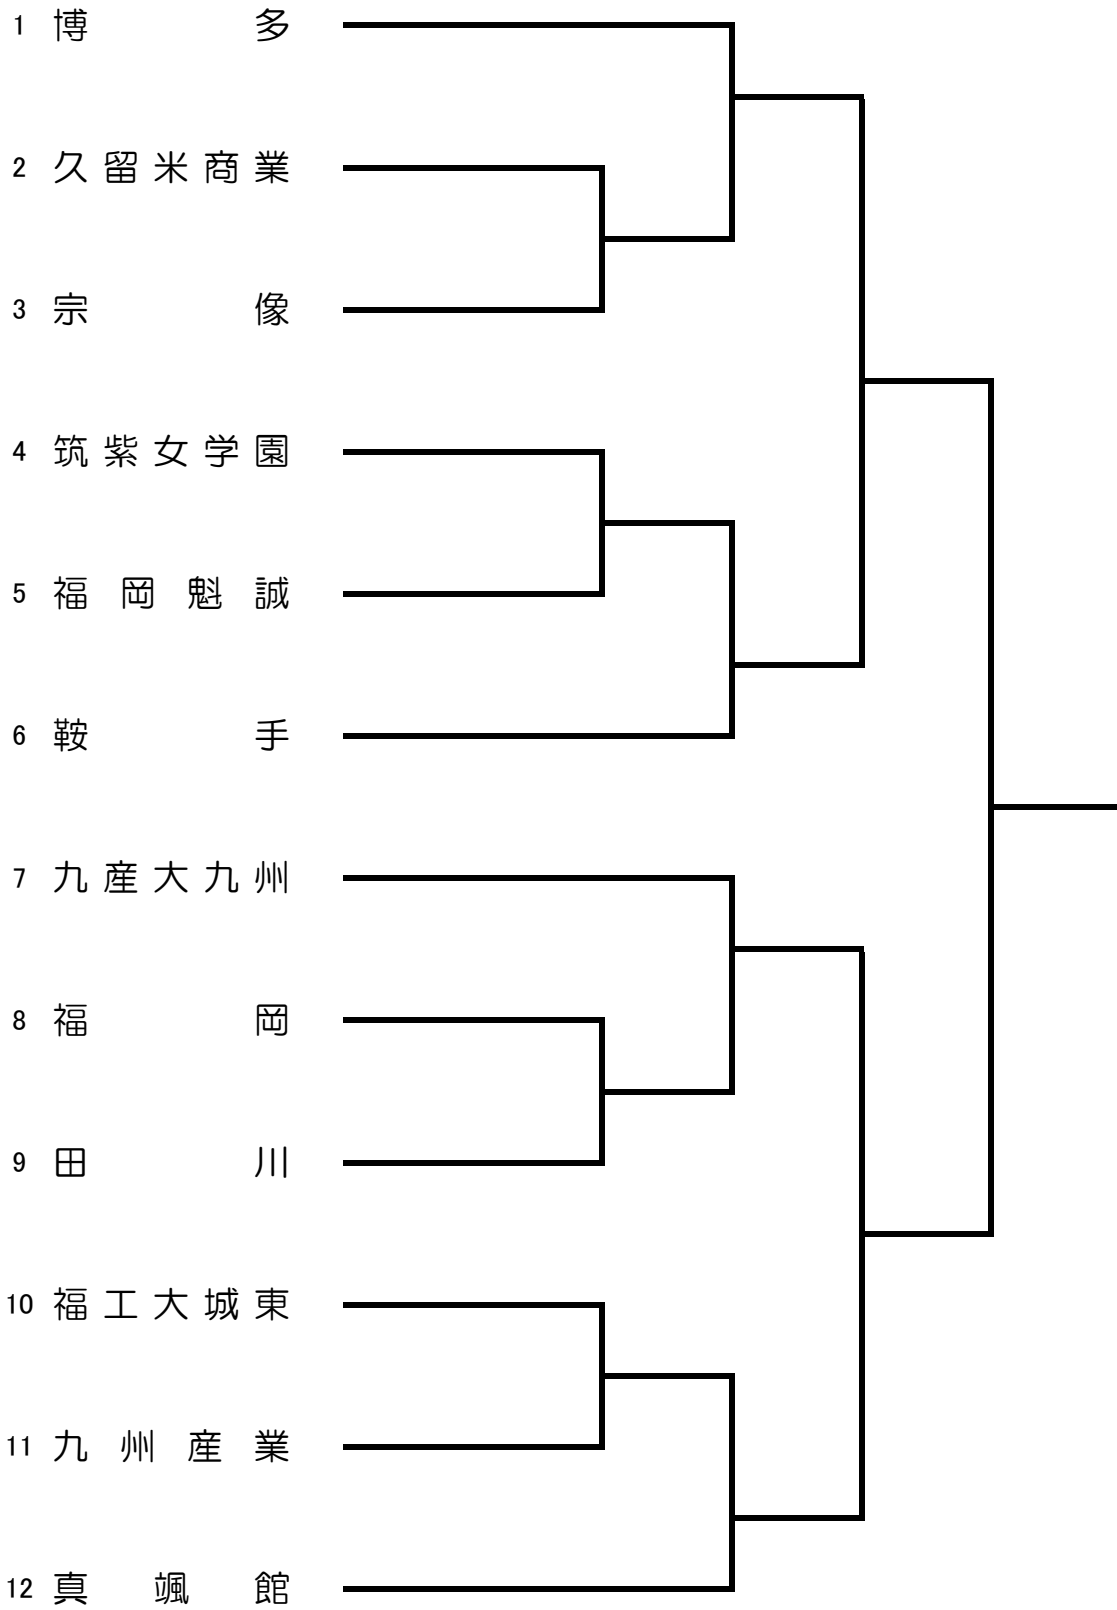 1 博多
2 久留米商業
3 宗像
4 筑紫女学園
5 福岡魁誠
6 鞍手
7 九産大九州
8 福岡
9 田川
10 福工大城東
11 九州産業
12 真颯館